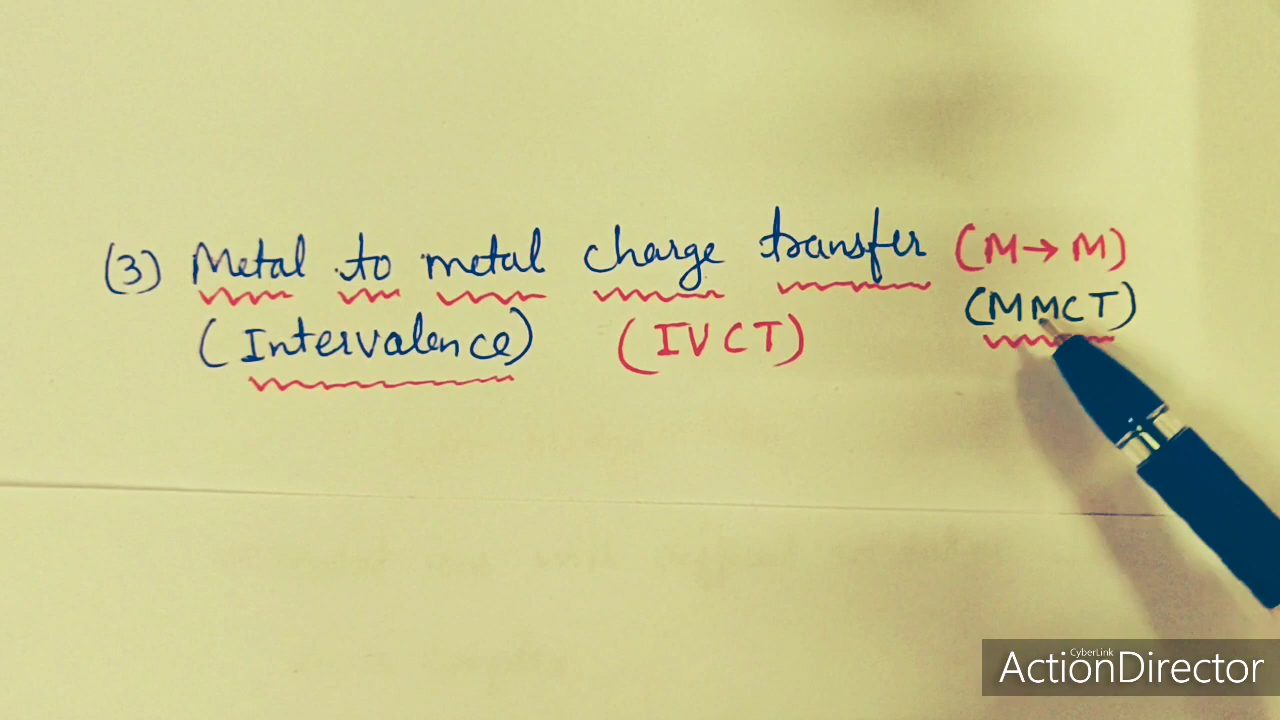 (3) Metal to metal charge transfer (M→M)
(Intervalence) (IVCT) (MMCT)
CyberLink
ActionDirector